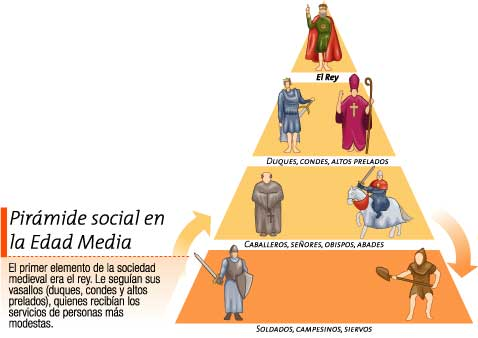 El Rey
DUQUES, CONDES, ALTOS PRELADOS
CABALLEROS, SEÑORES, OBISPOS, ABADES
SOLDADOS, CAMPESINOS, SIERVOS
Pirámide social en
la Edad Media
El primer elemento de la sociedad
medieval era el rey. Le seguían sus
vasallos (duques, condes y altos
prelados), quienes recibían los
servicios de personas más
modestas.